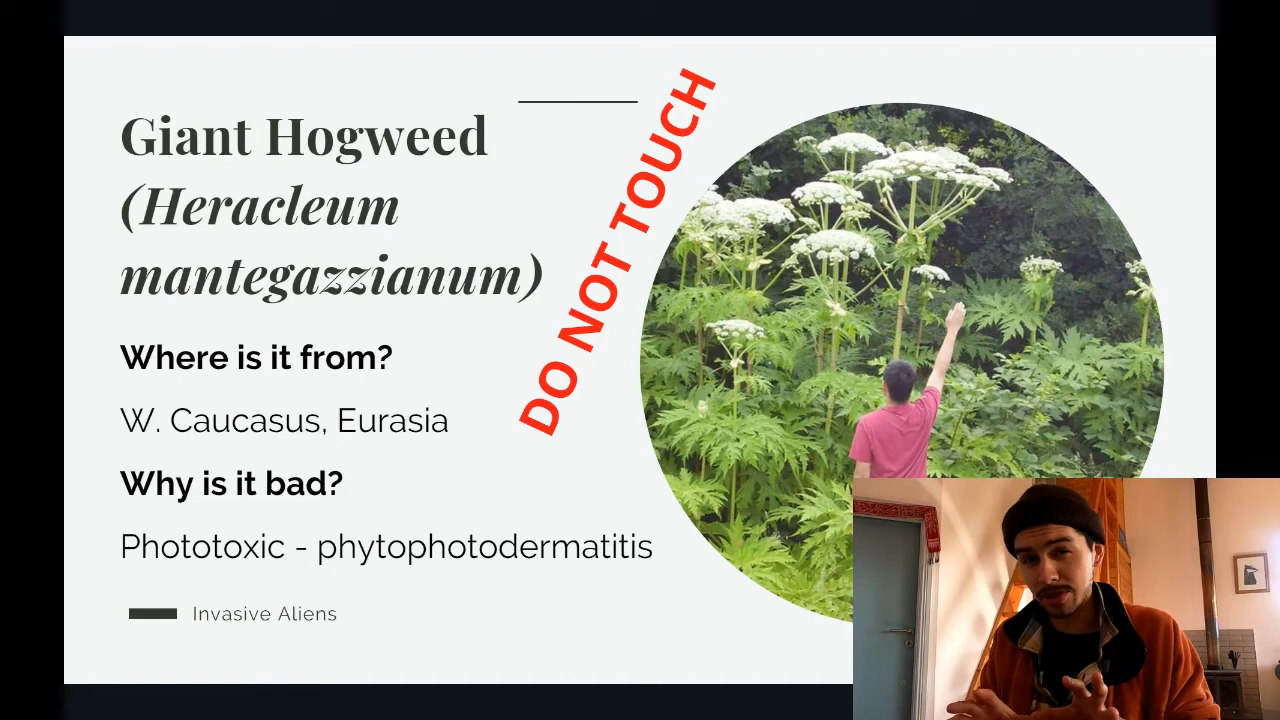 Giant Hogweed
(Heracleum
mantegazzianum)
DO NOT TOUCH
Where is it from?
W. Caucasus, Eurasia
Why is it bad?
Phototoxic - phytophotodermatitis
Invasive Aliens